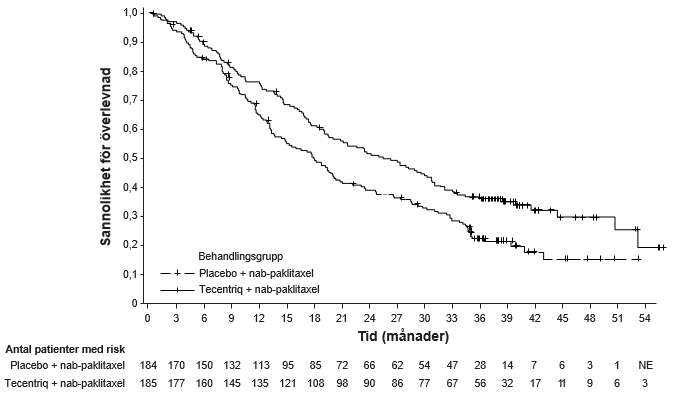 1,0
0,9
0,8
0,7
0,6
0,5
0,4
0,3
0,2
0,1
0
Sannolikhet för överlevnad
Behandlingsgrupp
Placebo + nab-paklitaxel
Tecentriq + nab-paklitaxel
0 3 6 9 12 15 18 21 24 27 30 33 36 39 42 45 48 51 54
Tid (månader)
Antal patienter med risk
Placebo + nab-paklitaxel 184 170 150 132 113 95 85 72 66 62 54 47 28 14 7 6 3 1 NE
Tecentriq + nab-paklitaxel 185 177 160 145 135 121 108 98 90 86 77 67 56 32 17 11 9 6 3